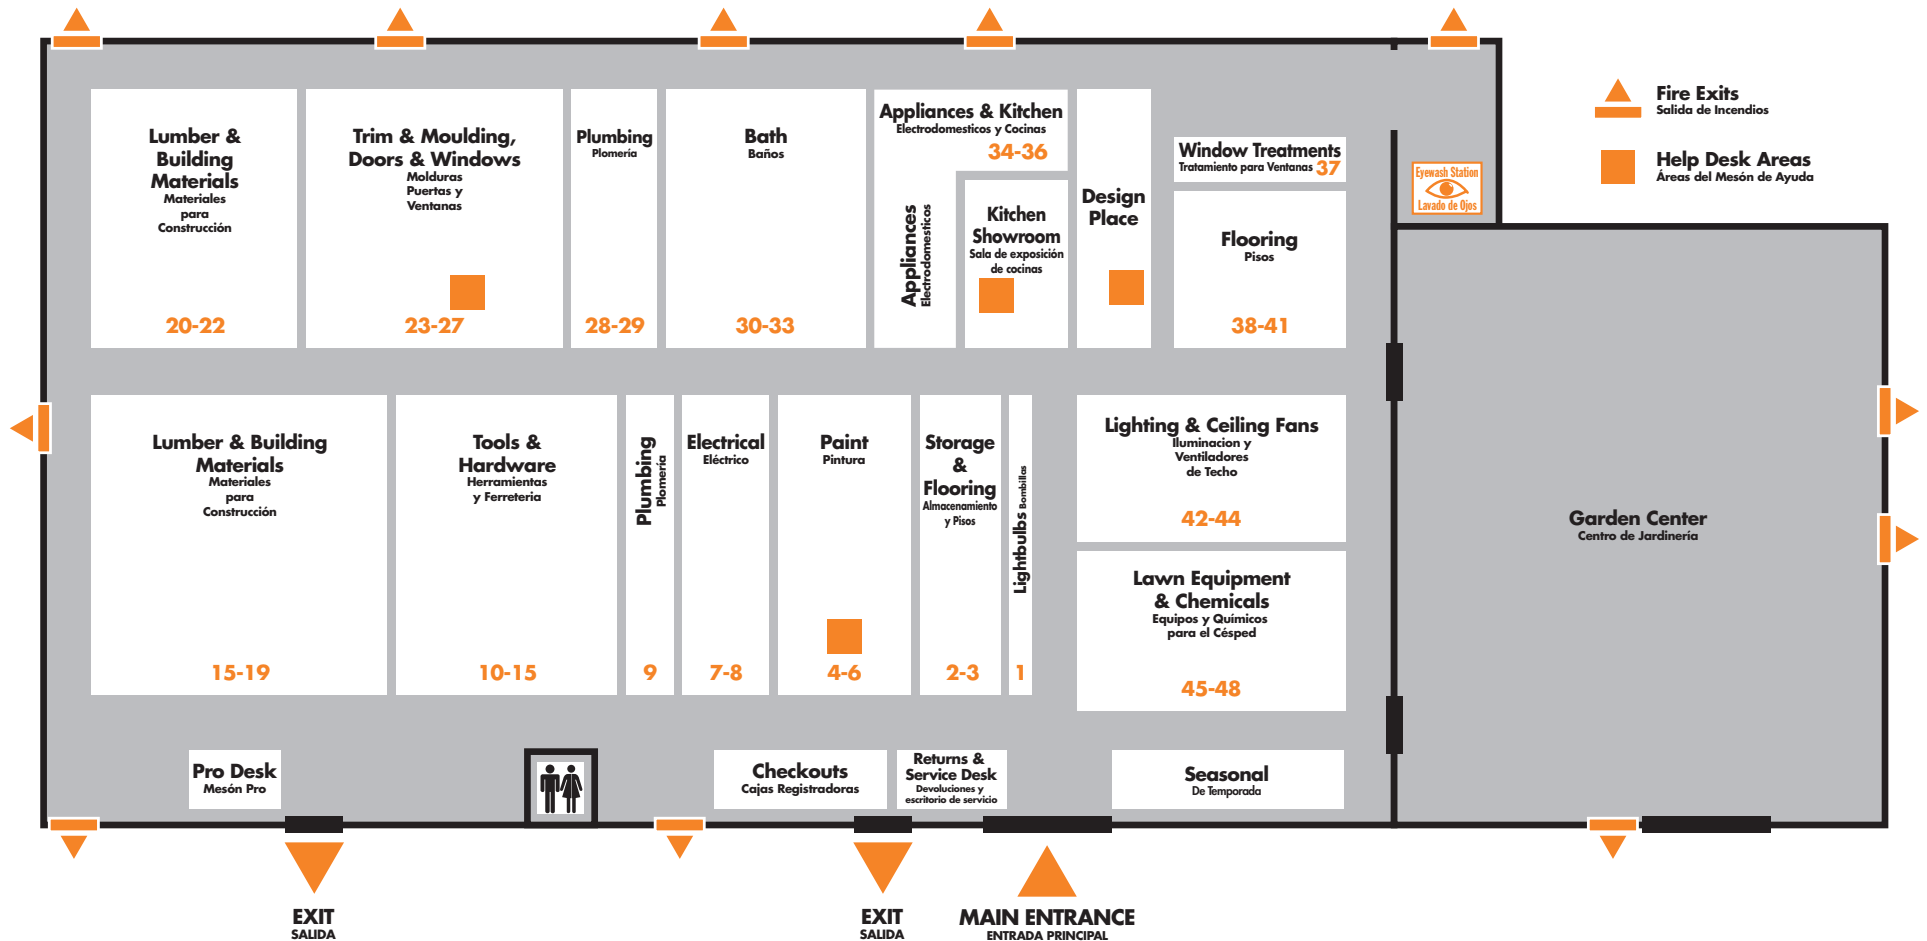 Fire Exits
Salida de Incendios
Help Desk Areas
Áreas del Mesón de Ayuda
Lumber &
Building
Materials
Materiales
para
Construcción
20-22
Trim & Moulding,
Doors & Windows
Molduras
Puertas y
Ventanas
23-27
Plumbing
Plomería
28-29
Bath
Baños
30-33
Appliances & Kitchen
Electrodomesticos y Cocinas
34-36
Appliances
Electrodomesticos
Kitchen
Showroom
Sala de exposición
de cocinas
Design
Place
Window Treatments
Tratamiento para Ventanas 37
Flooring
Pisos
38-41
Eyewash Station
Lavado de Ojos
Lumber & Building
Materials
Materiales
para
Construcción
15-19
Tools &
Hardware
Herramientas
y Ferreteria
10-15
Plumbing
Plomería
9
Electrical
Eléctrico
7-8
Paint
Pintura
4-6
Storage
&
Flooring
Almacenamiento
y Pisos
2-3
Lightbulbs Bombillas
1
Lighting & Ceiling Fans
Iluminacion y
Ventiladores
de Techo
42-44
Lawn Equipment
& Chemicals
Equipos y Químicos
para el Césped
45-48
Garden Center
Centro de Jardinería
Pro Desk
Mesón Pro
Checkouts
Cajas Registradoras
Returns &
Service Desk
Devoluciones y
escritorio de servicio
Seasonal
De Temporada
EXIT
SALIDA
EXIT
SALIDA
MAIN ENTRANCE
ENTRADA PRINCIPAL